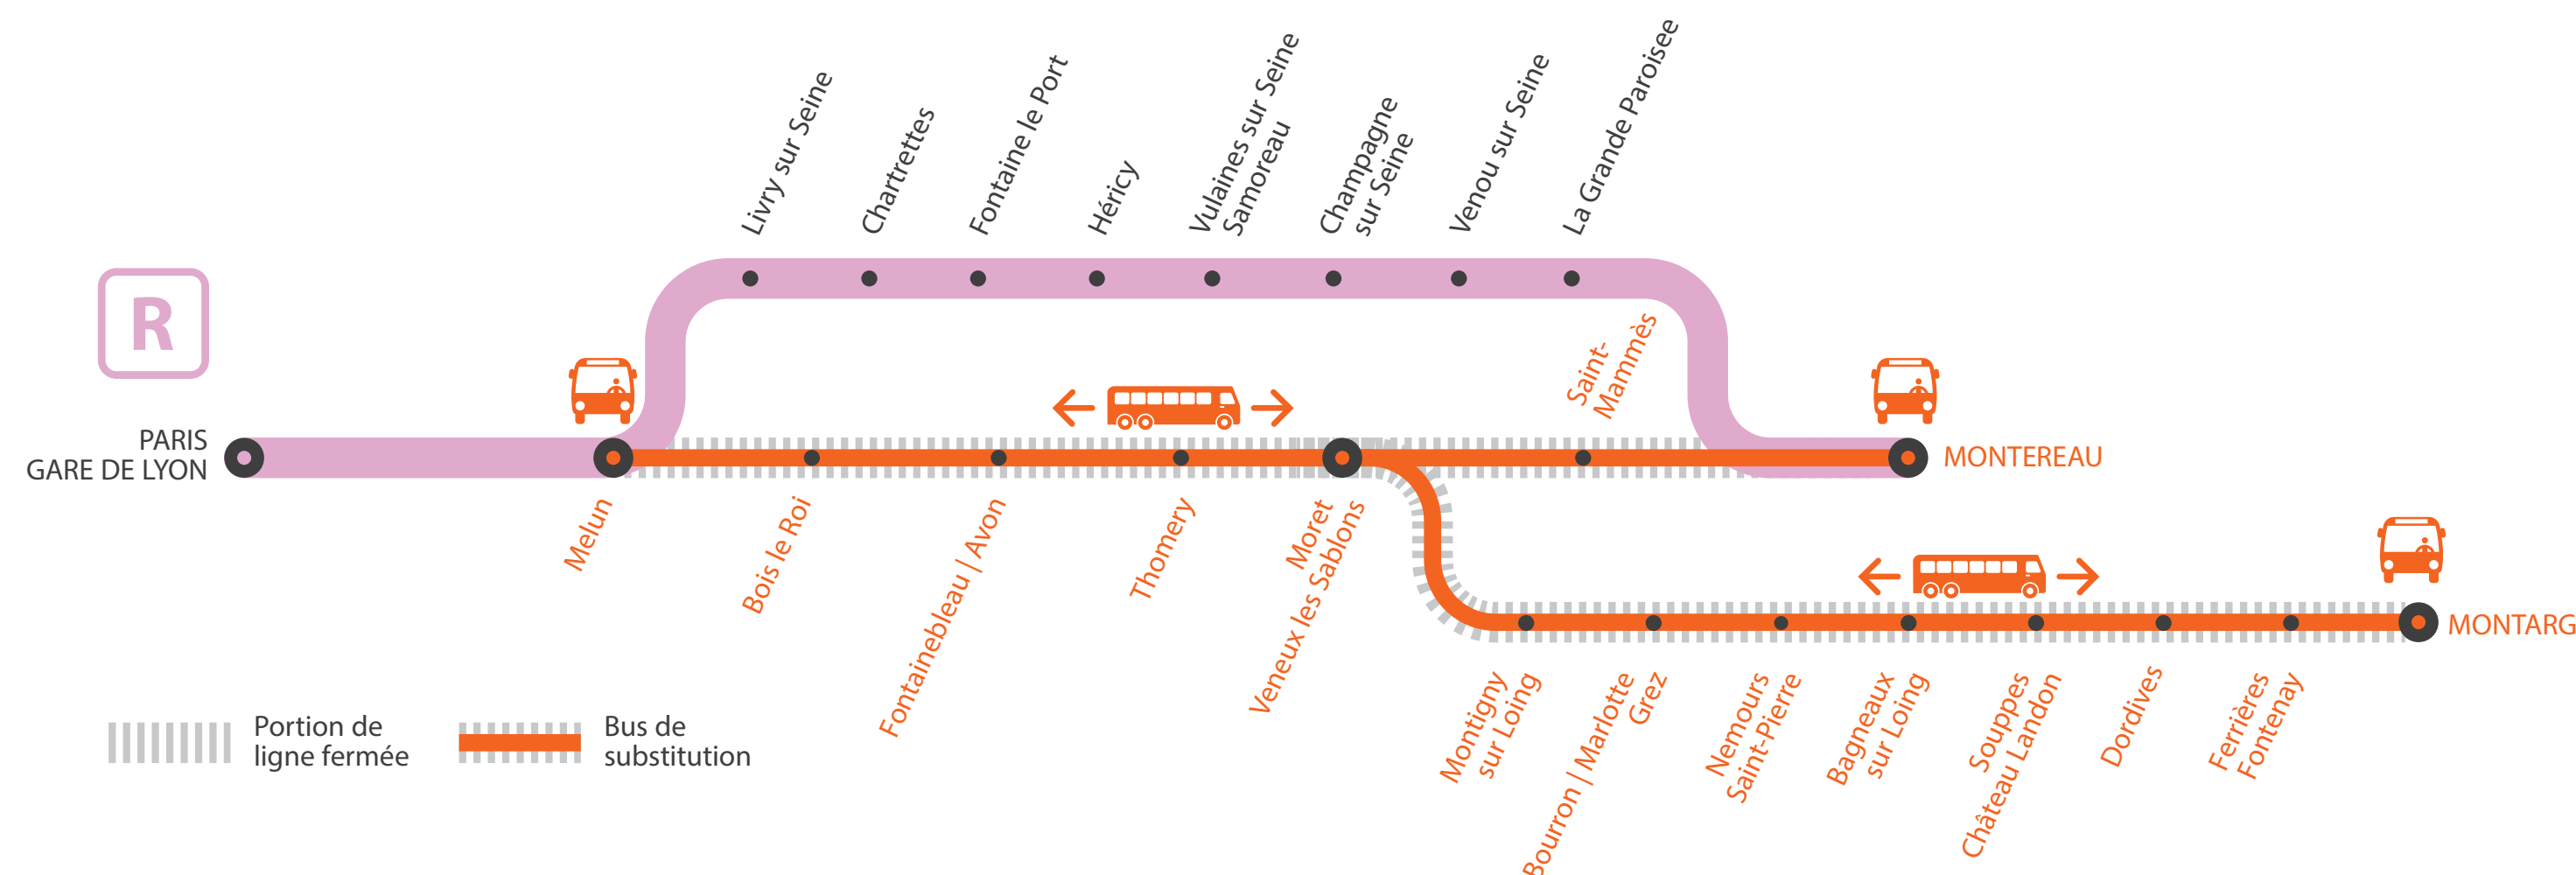 Livry sur Seine
Chartrettes
Fontaine le Port
Héricy
Vulaines sur Seine
Samoreau
Champagne
sur Seine
Venou sur Seine
La Grande Paroisee
R
Saint-
Mammès
PARIS
GARE DE LYON
MONTEREAU
Melun
Bois le Roi
Fontainebleau | Avon
Thomery
Moret
Veneux les Sablons
MONTARG
Montigny
sur Loing
Bourron | Marlotte
Grez
Nemours
Saint-Pierre
Bagneaux
sur Loing
Souppes
Château Landon
Dordives
Ferrières
Fontenay
Portion de
ligne fermée
Bus de
substitution